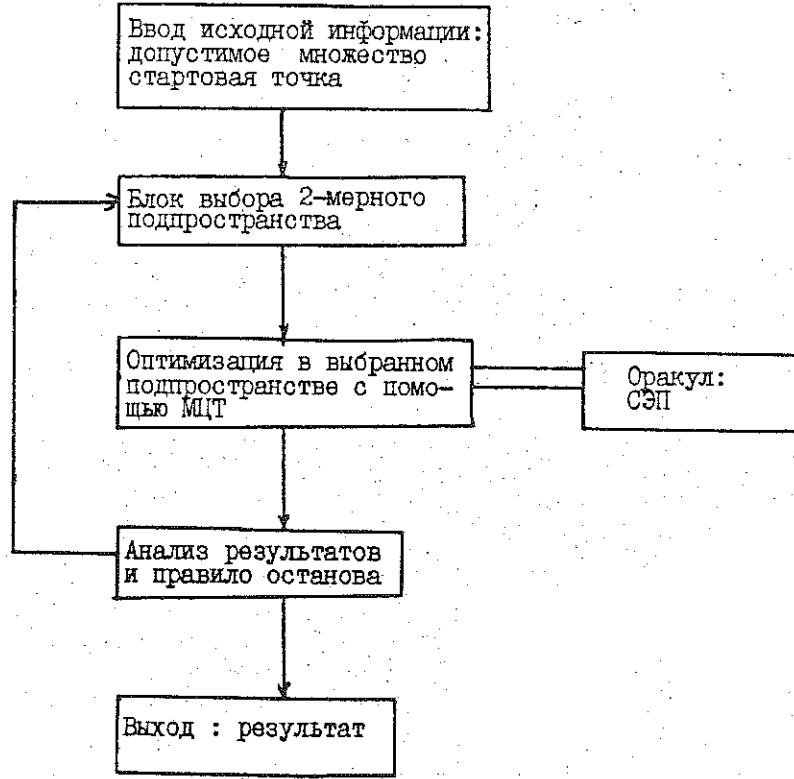 Ввод исходной информации:
допустимое множество
стартовая точка
Блок выбора 2-мерного
подпространства
Оптимизация в выбранном
подпространстве с помо-
щью МЦТ
Оракул:
СЭП
Анализ результатов
и правило останова
Выход : результат